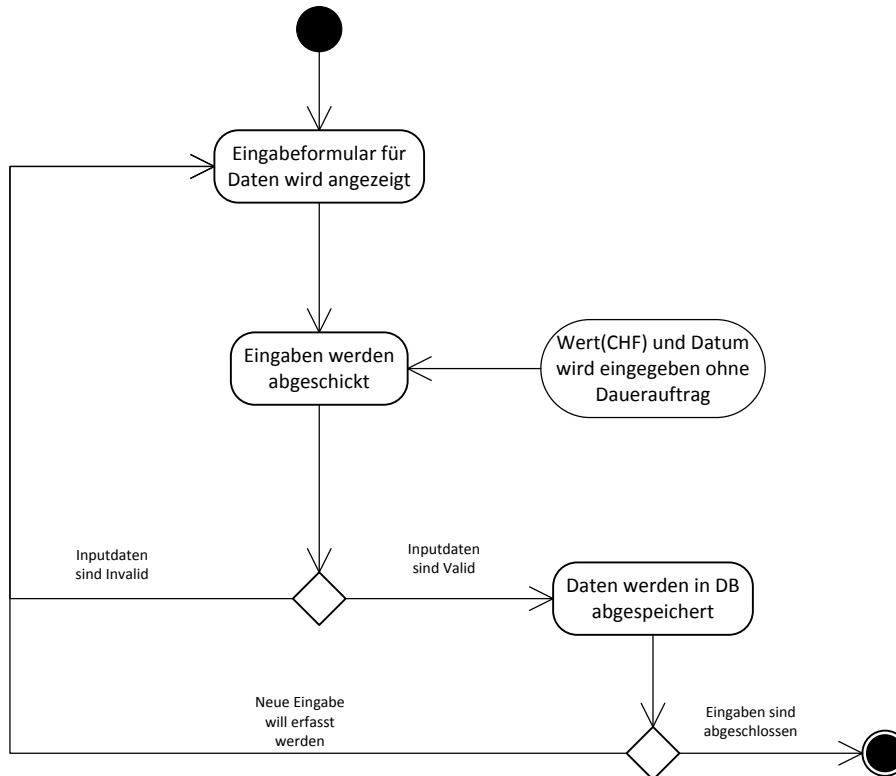 Eingabeformular für
Daten wird angezeigt
Eingaben werden
abgeschickt
Wert(CHF) und Datum
wird eingegeben ohne
Dauerauftrag
Inputdaten
sind Invalid
Inputdaten
sind Valid
Daten werden in DB
abgespeichert
Neue Eingabe
will erfasst
werden
Eingaben sind
abgeschlossen